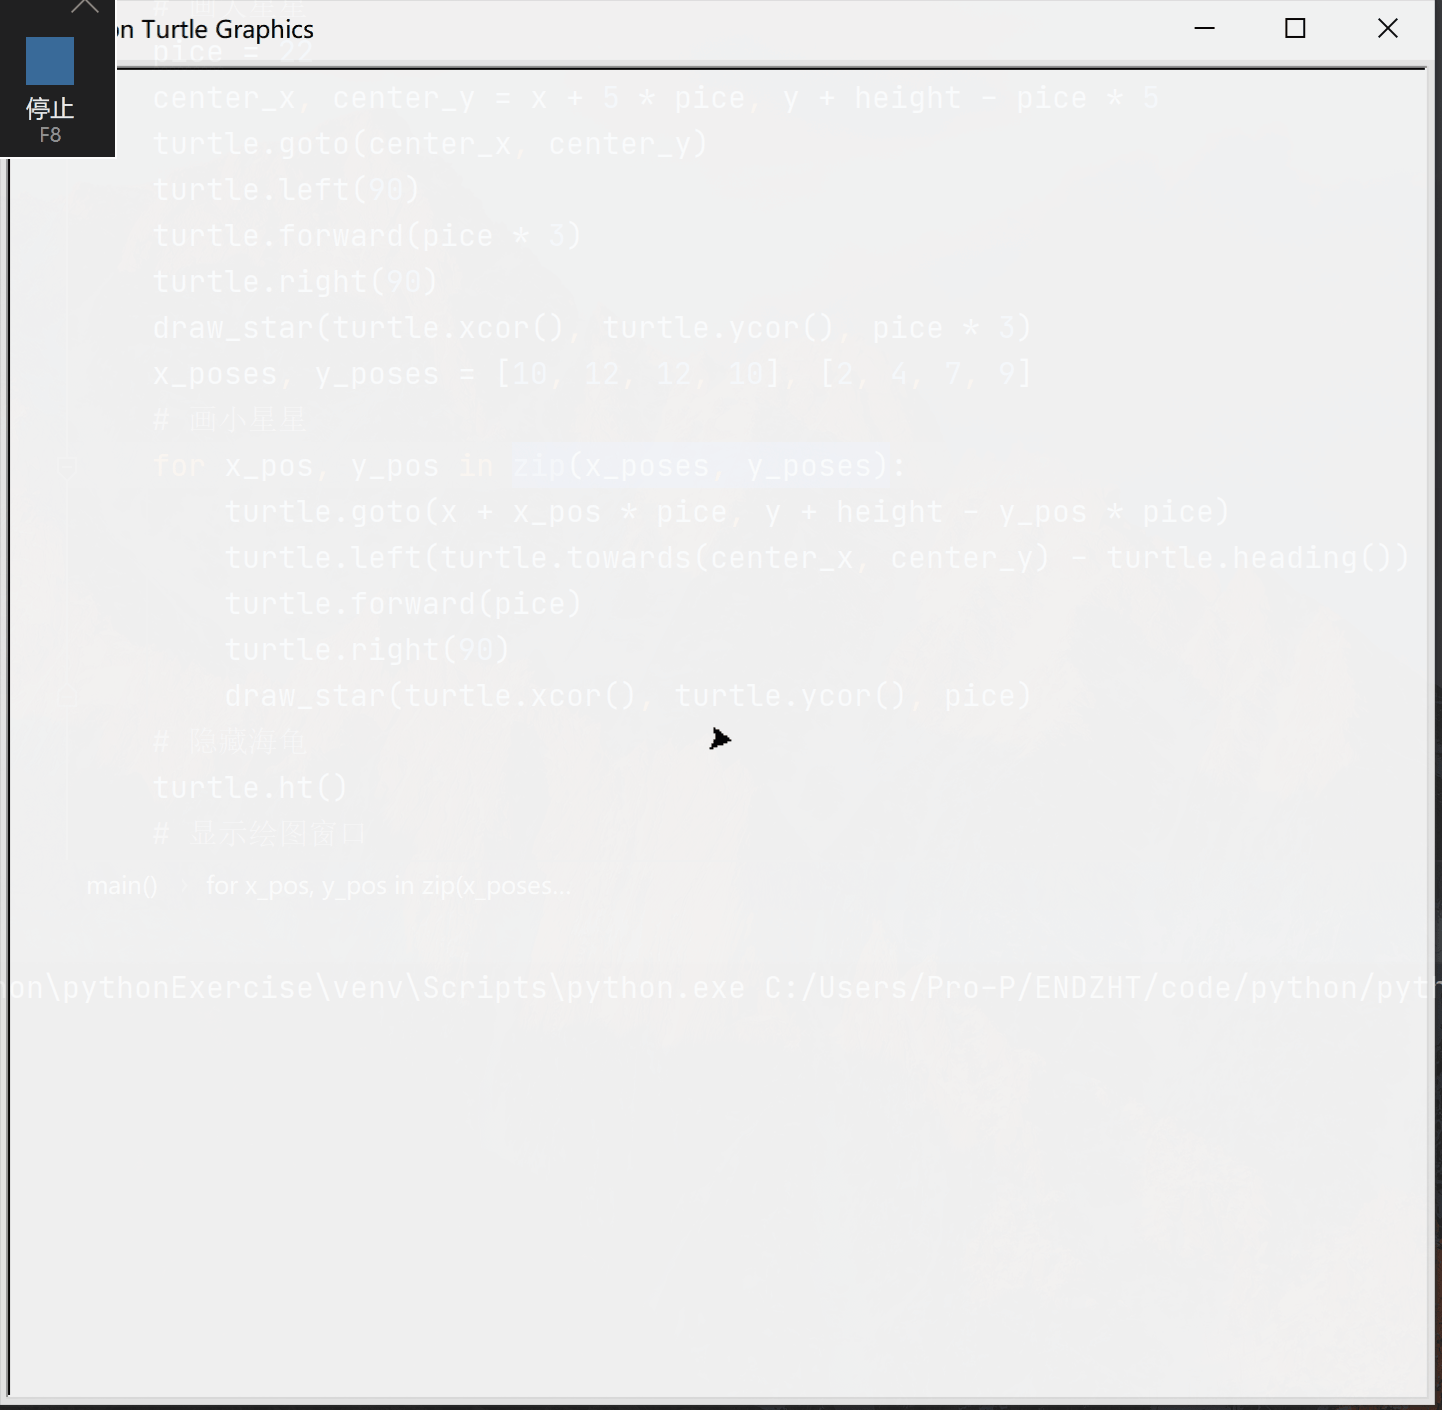 # 画大星星
on Turtle Graphics
pice = 22
停止
F8
center_x, center_y = x + 5 * pice, y + height - pice * 5
turtle.goto(center_x, center_y)
turtle.left(90)
turtle.forward(pice * 3)
turtle.right(90)
draw_star(turtle.xcor(), turtle.ycor(), pice * 3)
x_poses, y_poses = [10, 12, 12, 10], [2, 4, 7, 9]
# 画小星星
for x_pos, y_pos in zip(x_poses, y_poses):
turtle.goto(x + x_pos * pice, y + height - y_pos * pice)
turtle.left(turtle.towards(center_x, center_y) - turtle.heading())
turtle.forward(pice)
turtle.right(90)
draw_star(turtle.xcor(), turtle.ycor(), pice)
# 隐藏海龟
turtle.ht()
# 显示绘图窗口
main() › for x_pos, y_pos in zip(x_poses...
on\pythonExercise\venv\Scripts\python.exe C:/Users/Pro-P/ENDZHT/code/python/pyth